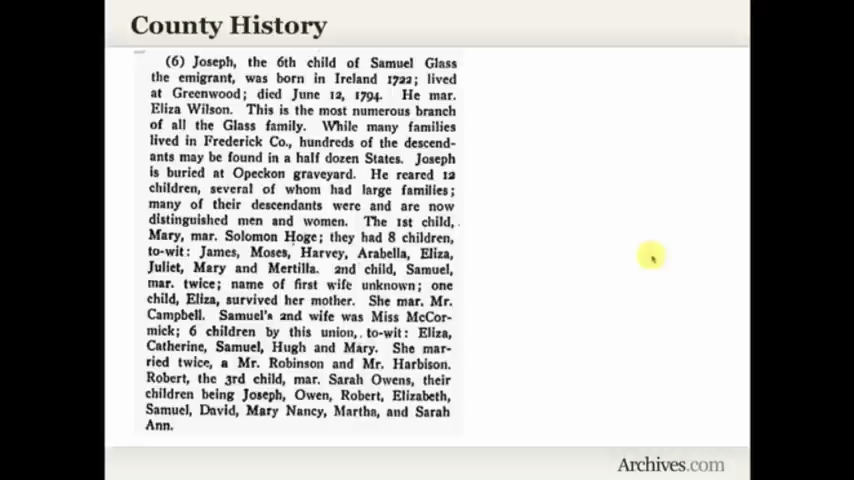 County History
(6) Joseph, the 6th child of Samuel Glass
the emigrant, was born in Ireland 1722; lived
at Greenwood; died June 12, 1794. He mar.
Eliza Wilson. This is the most numerous branch
of all the Glass family. While many families
lived in Frederick Co., hundreds of the descend-
ants may be found in a half dozen States. Joseph
is buried at Opeckon graveyard. He reared 12
children, several of whom had large families;
many of their descendants were and are now
distinguished men and women. The 1st child,
Mary, mar. Solomon Hoge; they had 8 children,
to-wit: James, Moses, Harvey, Arabella, Eliza,
Juliet, Mary and Mertilla. 2nd child, Samuel,
mar. twice; name of first wife unknown; one
child, Eliza, survived her mother. She mar. Mr.
Campbell. Samuel's 2nd wife was Miss McCor-
mick; 6 children by this union, to-wit: Eliza,
Catherine, Samuel, Hugh and Mary. She mar-
ried twice, a Mr. Robinson and Mr. Harbison.
Robert, the 3rd child, mar. Sarah Owens, their
children being Joseph, Owen, Robert, Elizabeth,
Samuel, David, Mary Nancy, Martha, and Sarah
Ann.
Archives.com